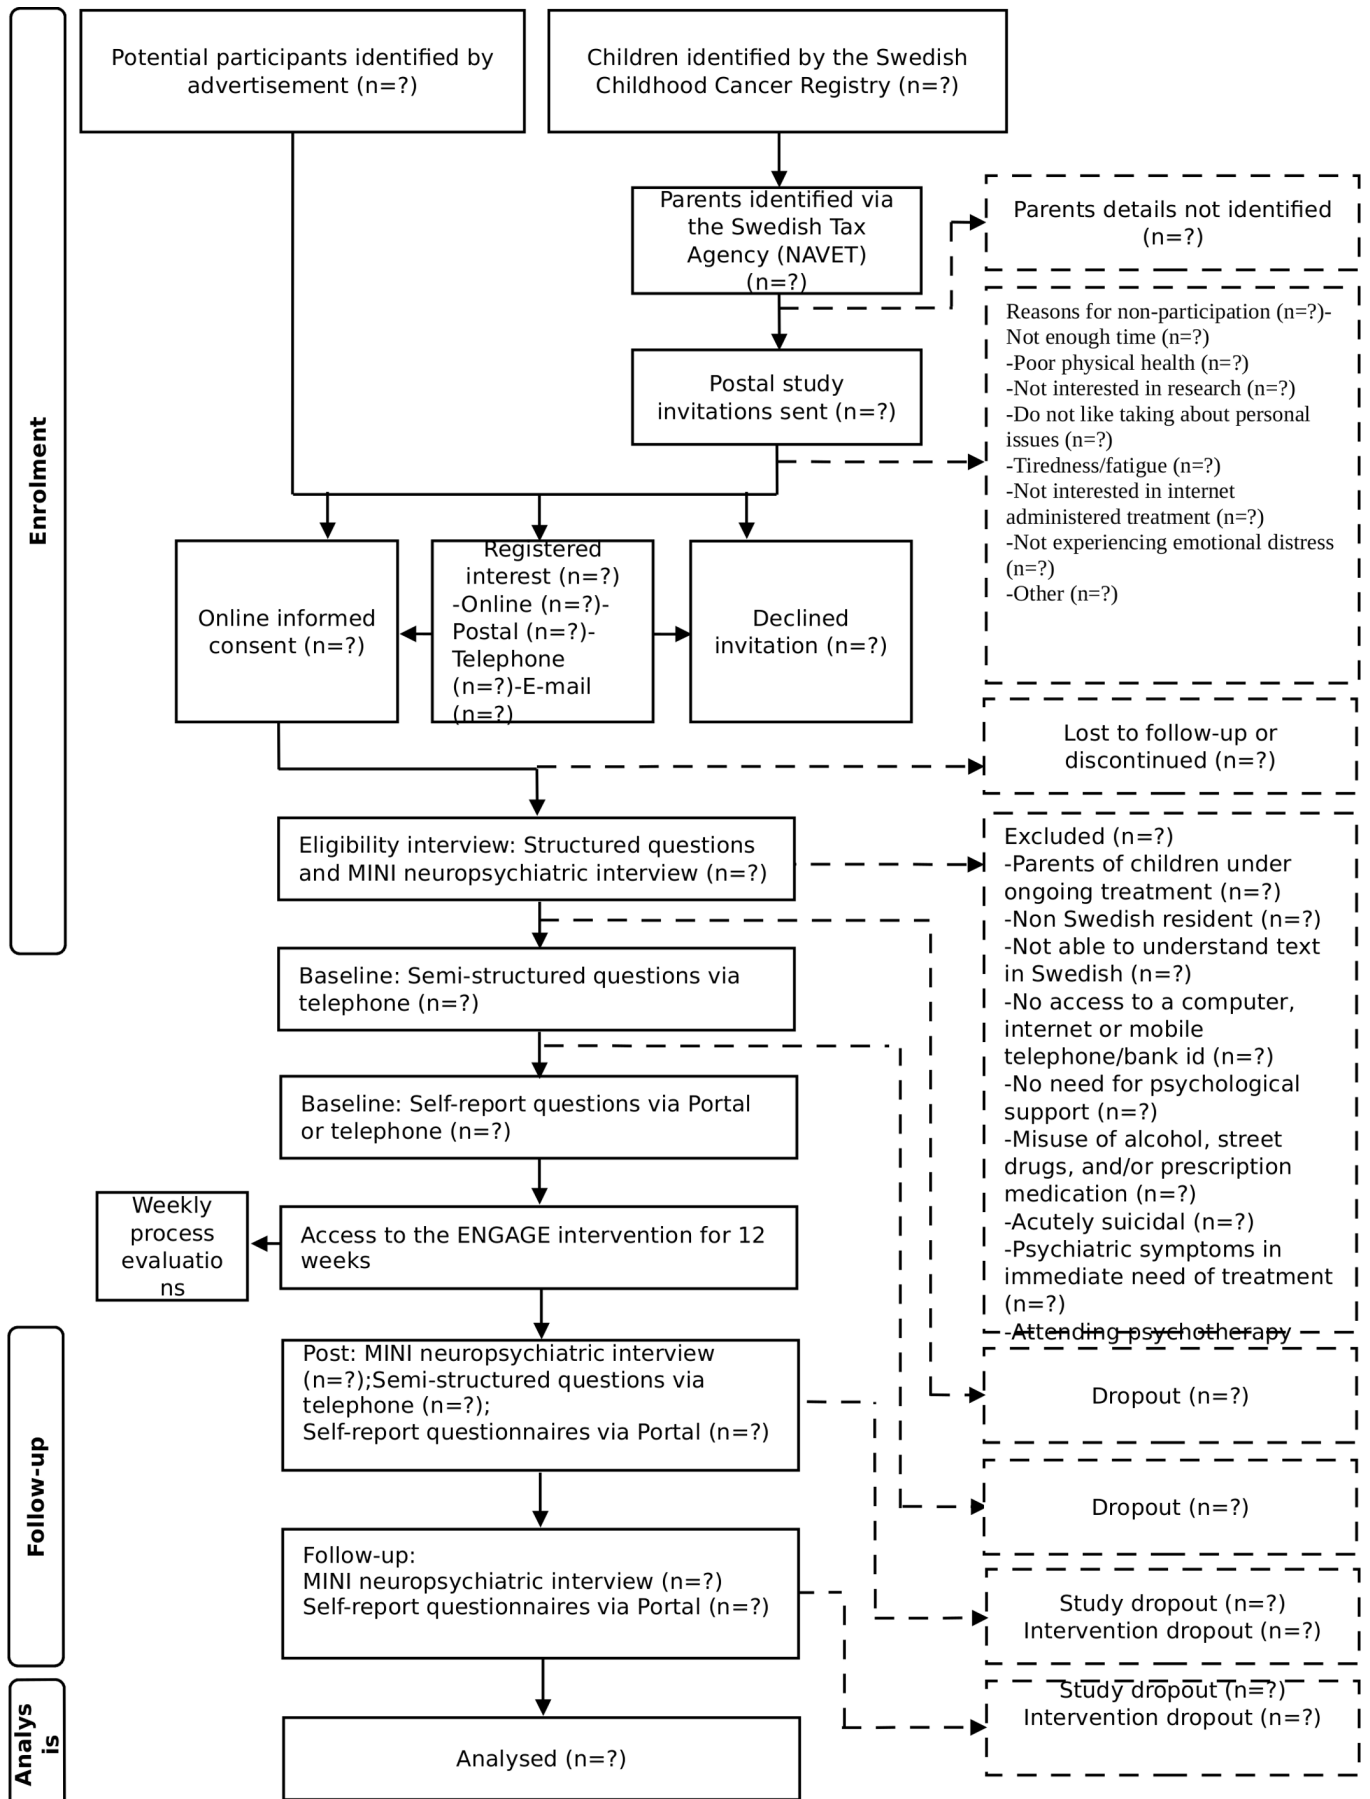 Potential participants identified by
advertisement (n=?)
Children identified by the Swedish
Childhood Cancer Registry (n=?)
Parents identified via
the Swedish Tax
Agency (NAVET)
(n=?)
Parents details not identified
(n=?)
Postal study
invitations sent (n=?)
Reasons for non-participation (n=?)-
Not enough time (n=?)
-Poor physical health (n=?)
-Not interested in research (n=?)
-Do not like taking about personal
issues (n=?)
-Tiredness/fatigue (n=?)
-Not interested in internet
administered treatment (n=?)
-Not experiencing emotional distress
(n=?)
-Other (n=?)
Enrolment
Online informed
consent (n=?)
Registered
interest (n=?)
-Online (n=?)-
Postal (n=?)-
Telephone
(n=?)-E-mail
(n=?)
Declined
invitation (n=?)
Lost to follow-up or
discontinued (n=?)
Eligibility interview: Structured questions
and MINI neuropsychiatric interview (n=?)
Excluded (n=?)
-Parents of children under
ongoing treatment (n=?)
-Non Swedish resident (n=?)
-Not able to understand text
in Swedish (n=?)
-No access to a computer,
internet or mobile
telephone/bank id (n=?)
-No need for psychological
support (n=?)
-Misuse of alcohol, street
drugs, and/or prescription
medication (n=?)
-Acutely suicidal (n=?)
-Psychiatric symptoms in
immediate need of treatment
(n=?)
-Attending psychotherapy
Baseline: Semi-structured questions via
telephone (n=?)
Baseline: Self-report questions via Portal
or telephone (n=?)
Weekly
process
evaluatio
ns
Access to the ENGAGE intervention for 12
weeks
Post: MINI neuropsychiatric interview
(n=?);Semi-structured questions via
telephone (n=?);
Self-report questionnaires via Portal (n=?)
Dropout (n=?)
Dropout (n=?)
Follow-up
Follow-up:
MINI neuropsychiatric interview (n=?)
Self-report questionnaires via Portal (n=?)
Study dropout (n=?)
Intervention dropout (n=?)
Study dropout (n=?)
Intervention dropout (n=?)
Analys
is
Analysed (n=?)